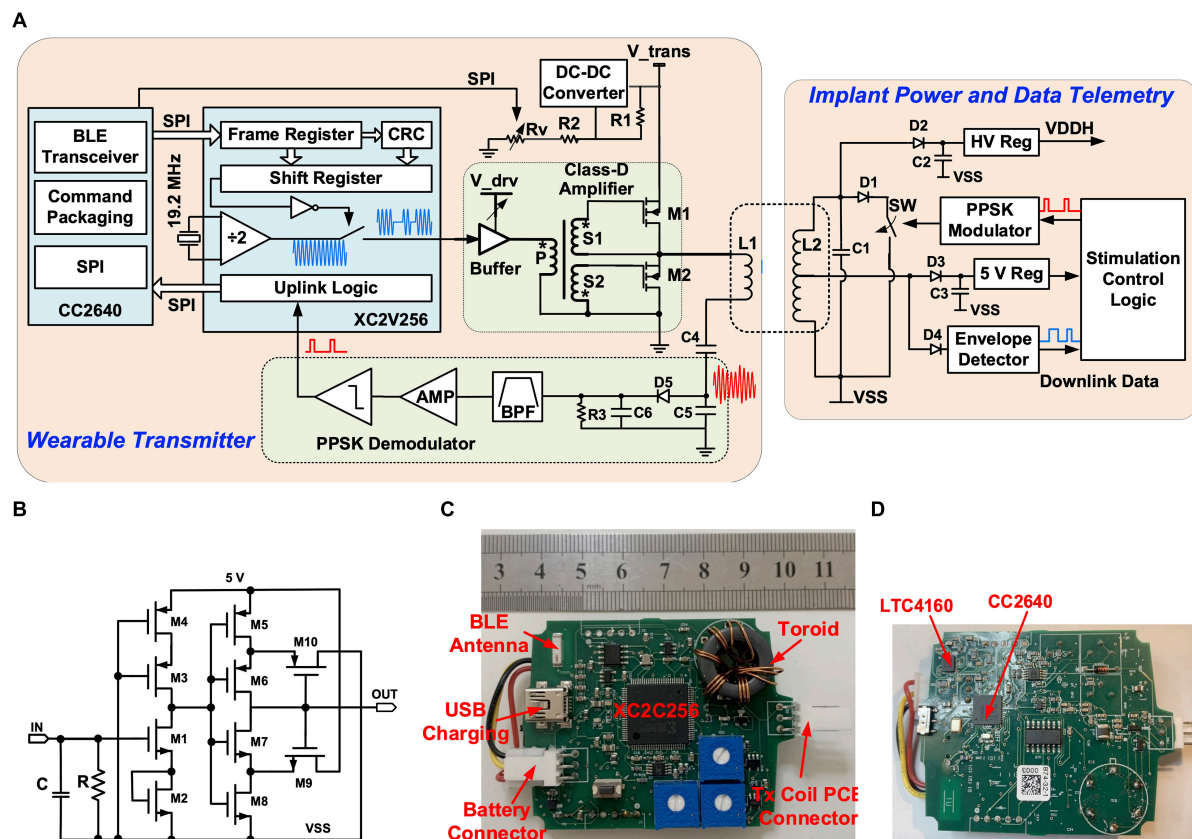 A
V_trans
DC-DC
Converter
SPI
R1
R2
Rv
BLE
Transceiver
Command
Packaging
SPI
CC2640
SPI
SPI
19.2 MHz
Frame Register
CRC
Shift Register
÷2
Uplink Logic
XC2V256
V_drv
Buffer
Class-D
Amplifier
P
*
S1
*
S2
*
M1
M2
L1
L2
C4
PPSK Demodulator
AMP
BPF
R3
C6
D5
C5
Wearable Transmitter
Implant Power and Data Telemetry
D2
HV Reg
VDDH
C2
VSS
D1
SW
PPSK
Modulator
C1
D3
5 V Reg
C3
VSS
D4
Envelope
Detector
Stimulation
Control
Logic
Downlink Data
VSS
B
5 V
M4
M5
M10
M3
M6
OUT
IN
M1
M7
M9
C
R
M2
M8
VSS
C
3 4 5 6 7 8 9 10 11
mm
BLE
Antenna
Toroid
USB
Charging
XC2C256
Battery
Connector
Tx Coil PCB
Connector
D
LTC4160
CC2640
0003